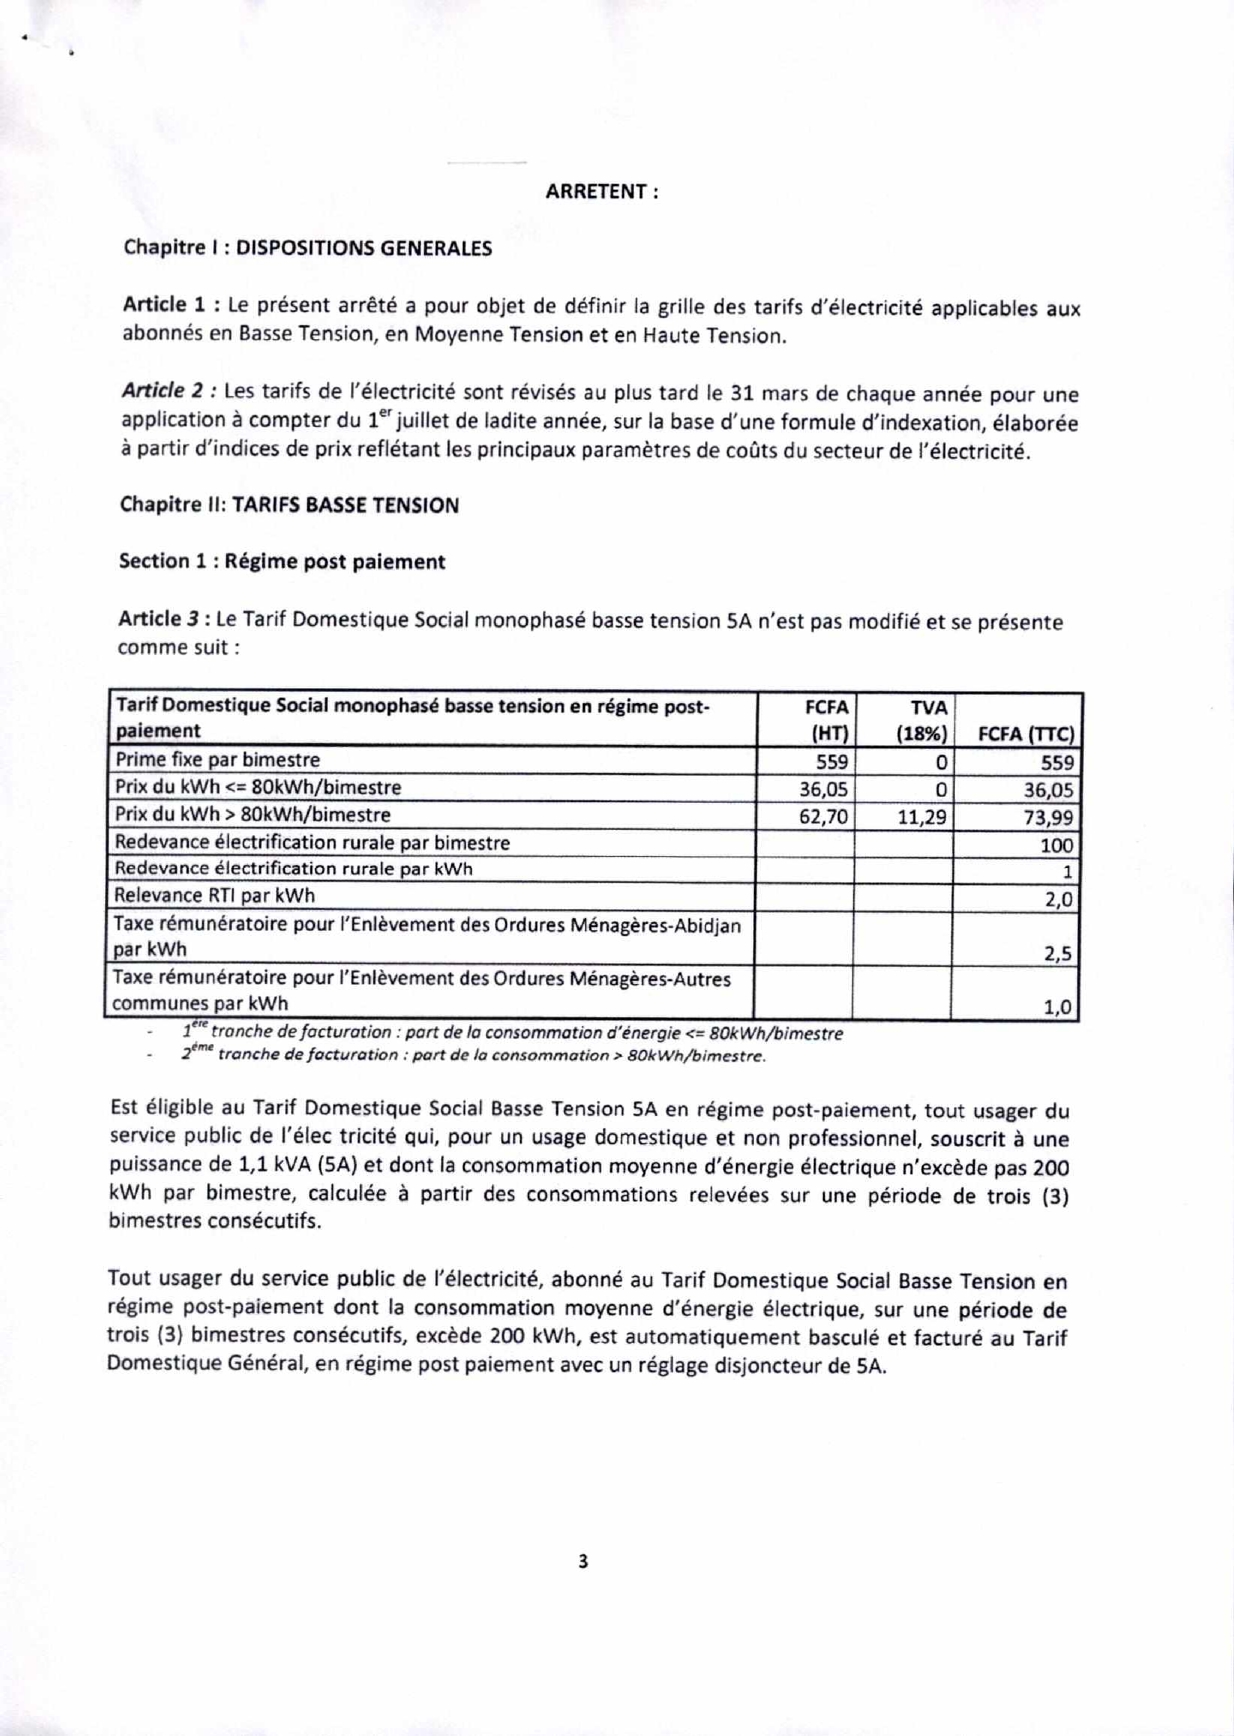 ARRETENT :
Chapitre I : DISPOSITIONS GENERALES
Article 1 : Le présent arrêté a pour objet de définir la grille des tarifs d'électricité applicables aux
abonnés en Basse Tension, en Moyenne Tension et en Haute Tension.
Article 2 : Les tarifs de l'électricité sont révisés au plus tard le 31 mars de chaque année pour une
application à compter du 1er juillet de ladite année, sur la base d'une formule d'indexation, élaborée
à partir d'indices de prix reflétant les principaux paramètres de coûts du secteur de l'électricité.
Chapitre II: TARIFS BASSE TENSION
Section 1 : Régime post paiement
Article 3 : Le Tarif Domestique Social monophasé basse tension 5A n'est pas modifié et se présente
comme suit :
Tarif Domestique Social monophasé basse tension en régime post- FCFA TVA
paiement (HT) (18%) FCFA (TTC)
Prime fixe par bimestre 559 0 559
Prix du kWh <= 80kWh/bimestre 36,05 0 36,05
Prix du kWh > 80kWh/bimestre 62,70 11,29 73,99
Redevance électrification rurale par bimestre 100
Redevance électrification rurale par kWh 1
Relevance RTI par kWh 2,0
Taxe rémunératoire pour l'Enlèvement des Ordures Ménagères-Abidjan
par kWh 2,5
Taxe rémunératoire pour l'Enlèvement des Ordures Ménagères-Autres
communes par kWh 1,0
- 1ère tranche de facturation : part de la consommation d'énergie <= 80kWh/bimestre
- 2ème tranche de facturation : part de la consommation > 80kWh/bimestre.
Est éligible au Tarif Domestique Social Basse Tension 5A en régime post-paiement, tout usager du
service public de l'élec tricité qui, pour un usage domestique et non professionnel, souscrit à une
puissance de 1,1 kVA (5A) et dont la consommation moyenne d'énergie électrique n'excède pas 200
kWh par bimestre, calculée à partir des consommations relevées sur une période de trois (3)
bimestres consécutifs.
Tout usager du service public de l'électricité, abonné au Tarif Domestique Social Basse Tension en
régime post-paiement dont la consommation moyenne d'énergie électrique, sur une période de
trois (3) bimestres consécutifs, excède 200 kWh, est automatiquement basculé et facturé au Tarif
Domestique Général, en régime post paiement avec un réglage disjoncteur de 5A.
3